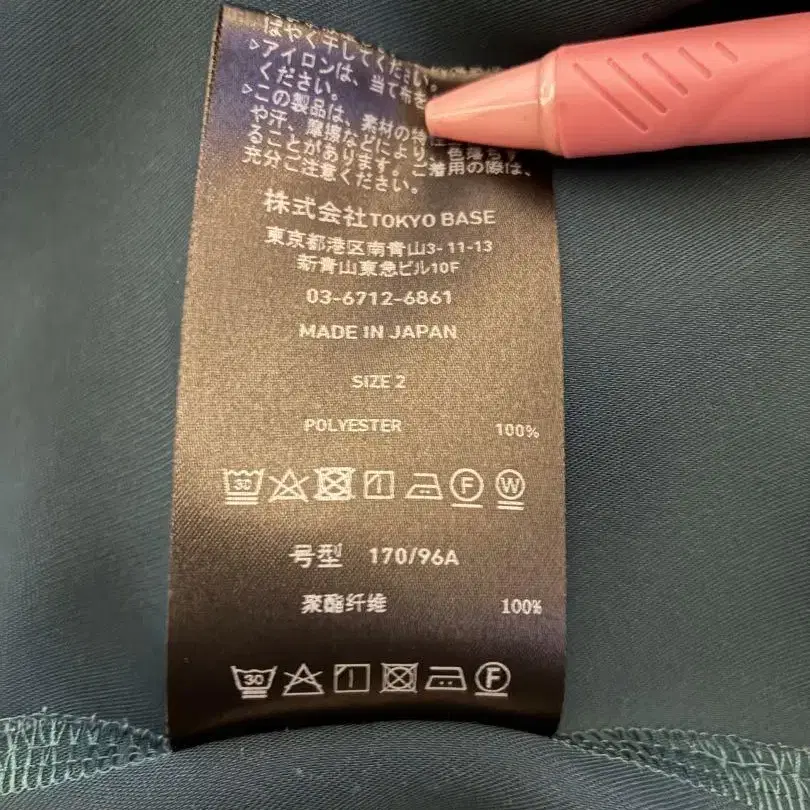 はやく干してください。
▷アイロンは、当て布を
ください。
▷この製品は、素材の特性
や汗、摩擦などにより、色落ちす
ることがあります。ご着用の際は、
充分ご注意ください。
株式会社TOKYO BASE
東京都港区南青山3-11-13
新青山東急ビル10F
03-6712-6861
MADE IN JAPAN
SIZE 2
POLYESTER 100%
30 F W
号型 170/96A
聚酯纤维 100%
30 F